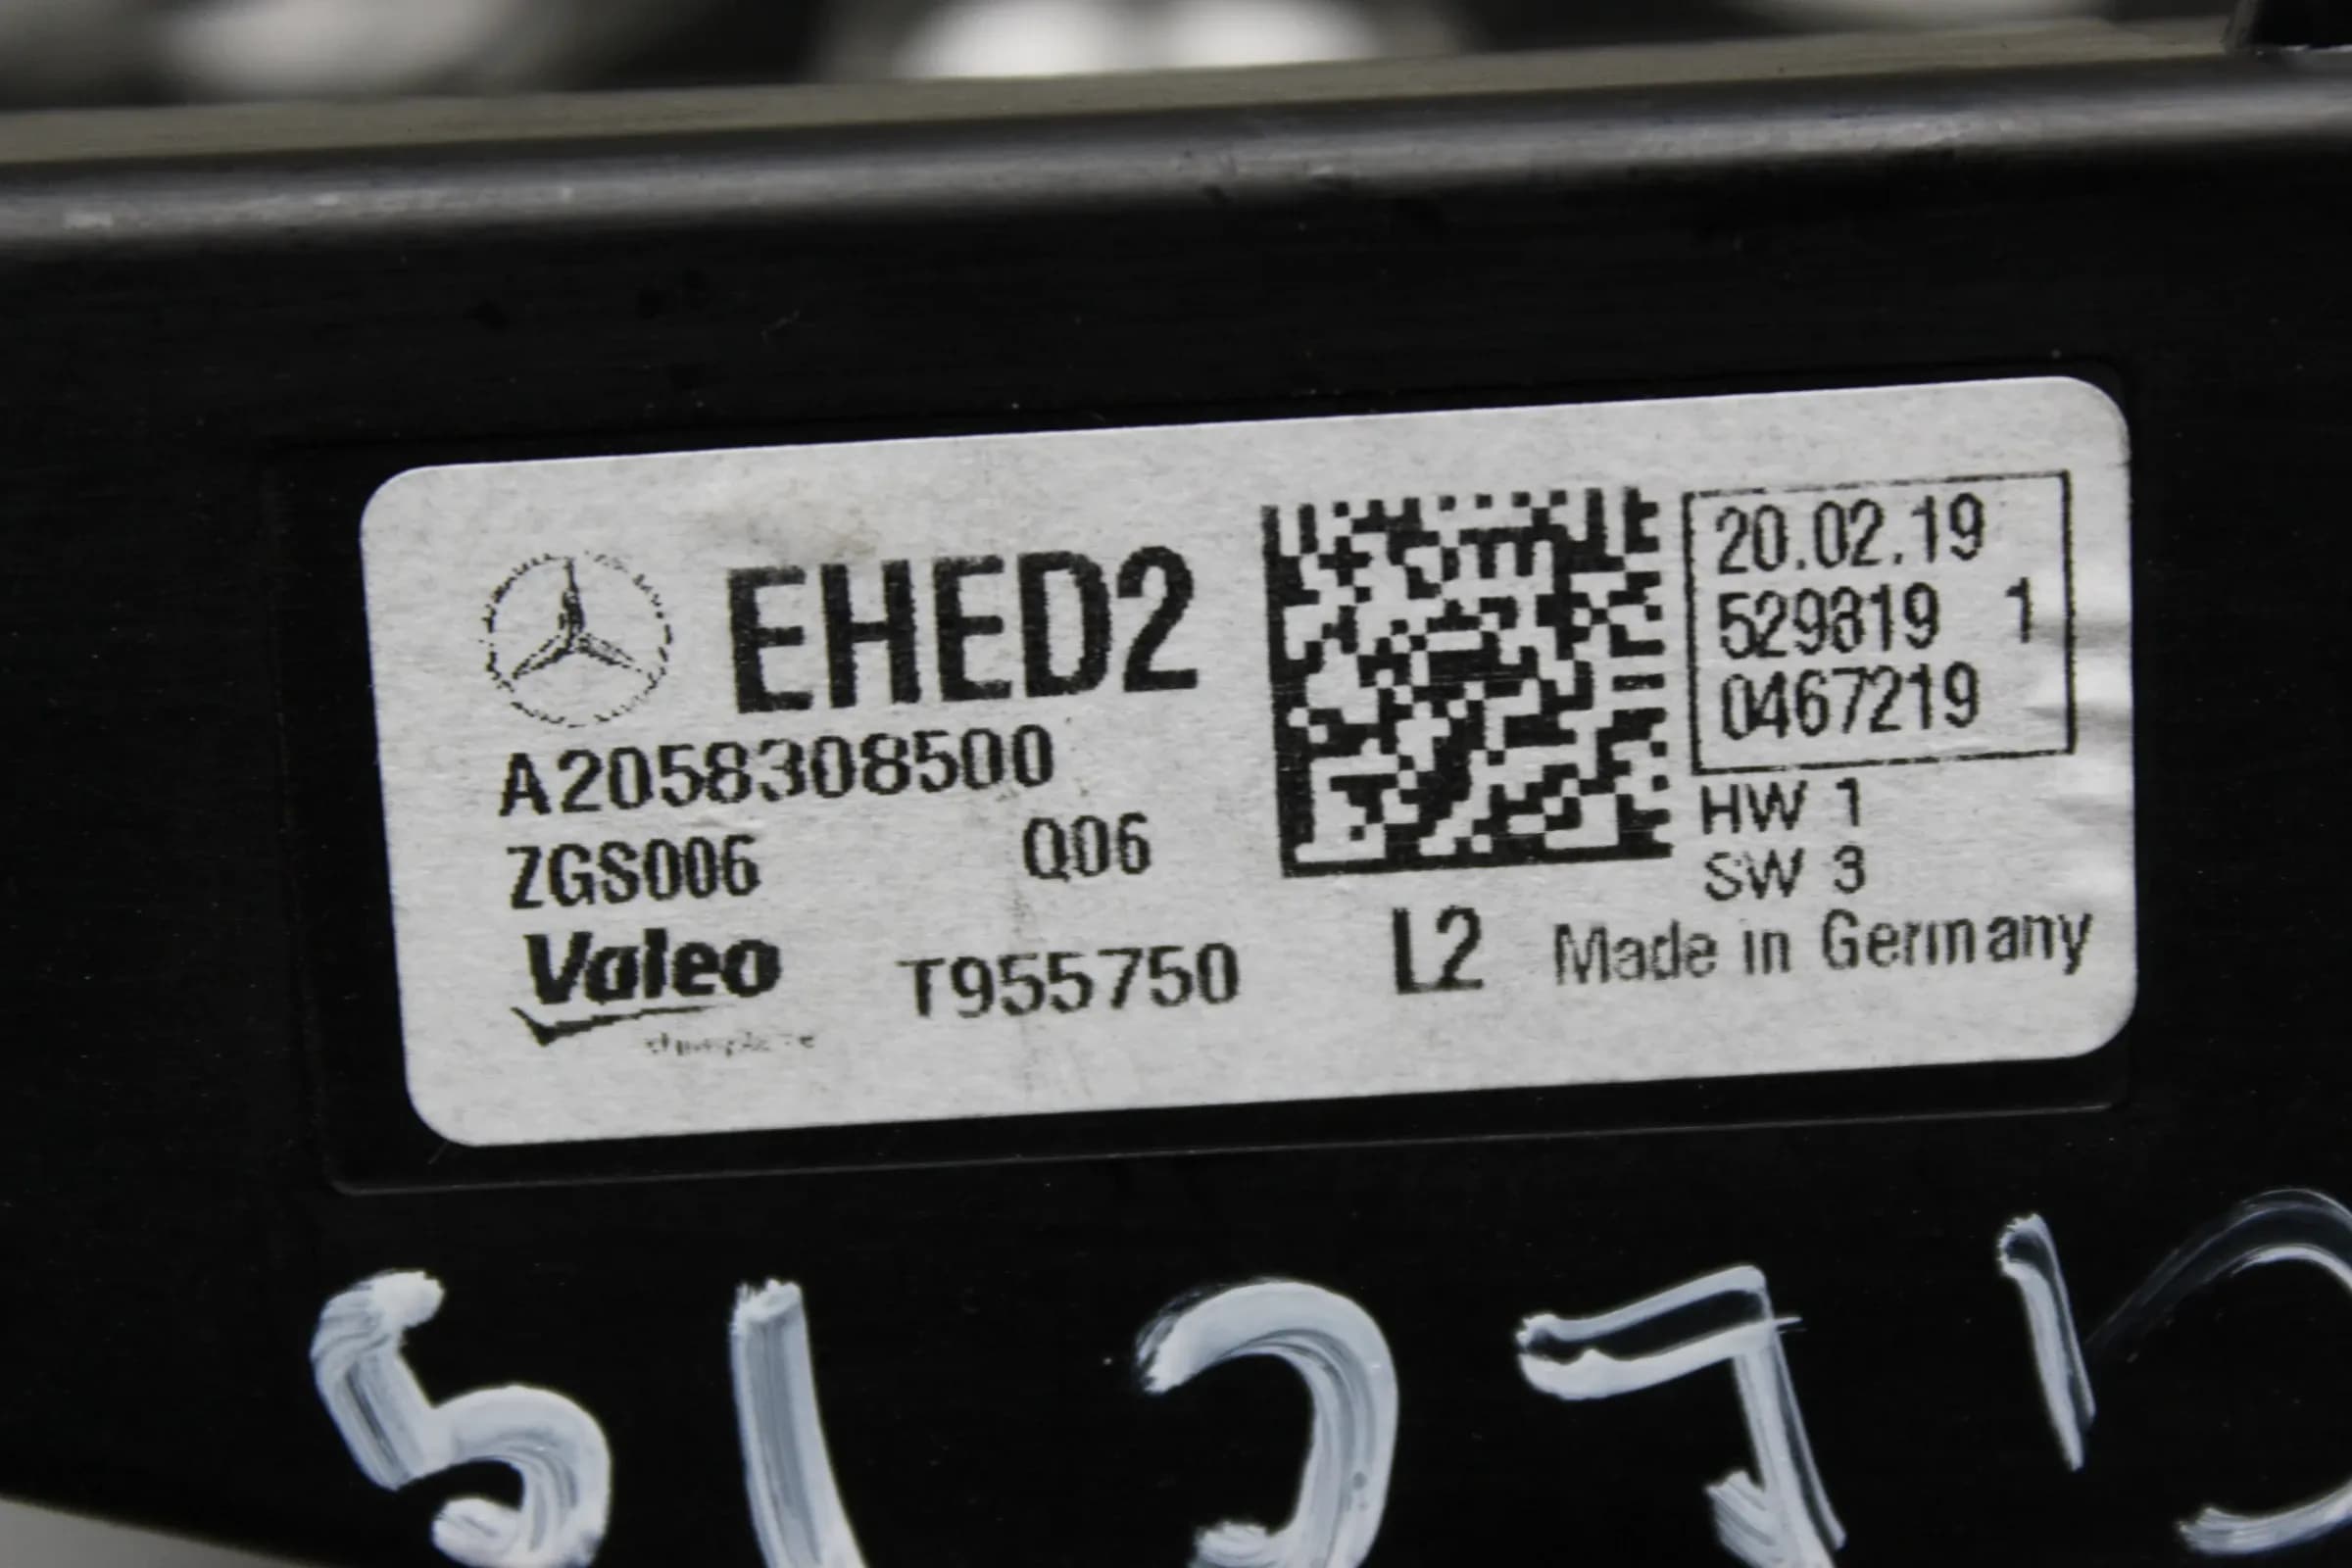 EHED2
A2058308500
ZGS006 Q06
Valeo T955750
20.02.19
529819 1
0467219
HW 1
SW 3
L2 Made in Germany